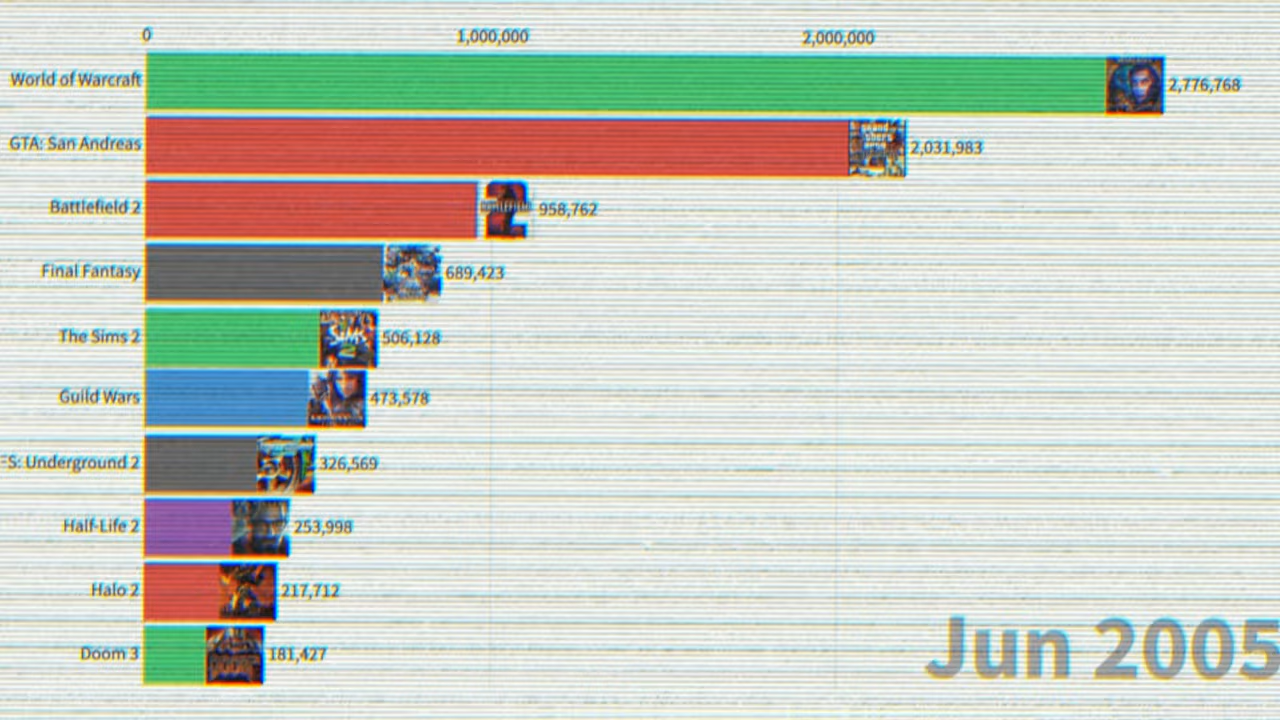 0 1,000,000 2,000,000
World of Warcraft 2,776,768
GTA: San Andreas 2,031,983
Battlefield 2 958,762
Final Fantasy 689,423
The Sims 2 506,128
Guild Wars 473,578
FS: Underground 2 326,569
Half-Life 2 253,998
Halo 2 217,712
Doom 3 181,427
Jun 2005